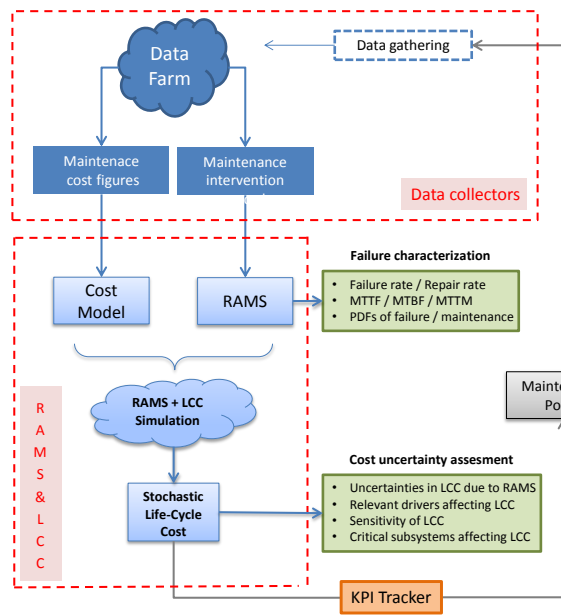 Data
Farm
Data gathering
Maintenace
cost figures
Maintenance
intervention
Data collectors
Cost
Model
RAMS
Failure characterization
• Failure rate / Repair rate
• MTTF / MTBF / MTTM
• PDFs of failure / maintenance
RAMS + LCC
Simulation
R
A
M
S
&
L
C
C
Stochastic
Life-Cycle
Cost
Cost uncertainty assesment
• Uncertainties in LCC due to RAMS
• Relevant drivers affecting LCC
• Sensitivity of LCC
• Critical subsystems affecting LCC
KPI Tracker